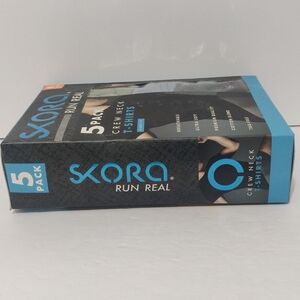 SKORA
RUN REAL
5 PACK
CREW NECK
T-SHIRTS
5
PACK
SKORA
RUN REAL
CREW NECK
T-SHIRTS